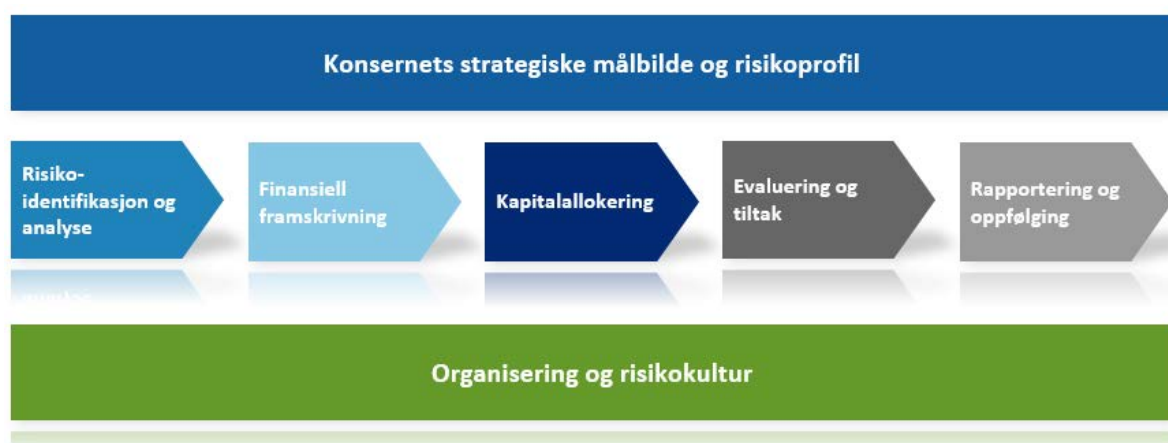 Konsernets strategiske målbilde og risikoprofil
Risiko-
identifikasjon og
analyse
Finansiell
framskrivning
Kapitalallokering
Evaluering og
tiltak
Rapportering og
oppfølging
Organisering og risikokultur